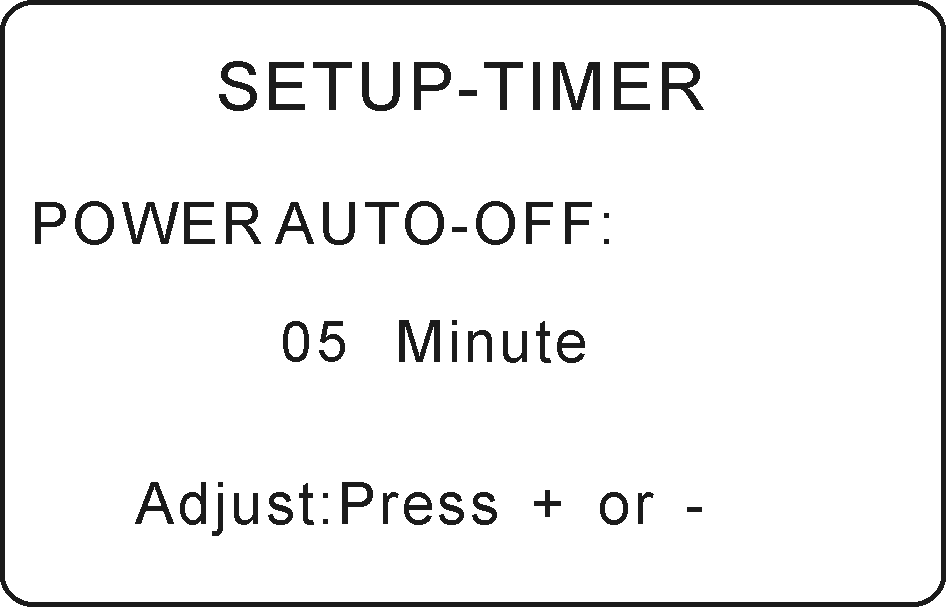 SETUP-TIMER
POWER AUTO-OFF:
05 Minute
Adjust:Press + or -